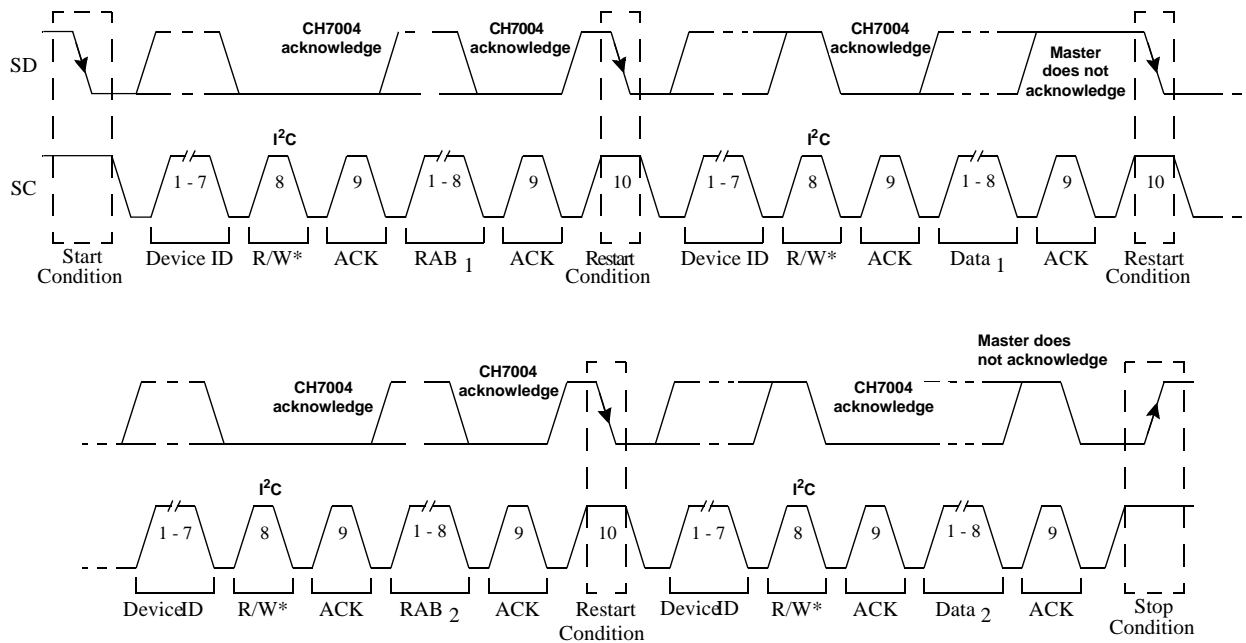 CH7004
acknowledge
CH7004
acknowledge
CH7004
acknowledge
Master
does not
acknowledge
SD
I²C
I²C
SC
1 - 7
8
9
1 - 8
9
10
1 - 7
8
9
1 - 8
9
10
Start
Condition
Device ID
R/W*
ACK
RAB 1
ACK
Restart
Condition
Device ID
R/W*
ACK
Data 1
ACK
Restart
Condition
CH7004
acknowledge
CH7004
acknowledge
CH7004
acknowledge
Master does
not acknowledge
I²C
I²C
1 - 7
8
9
1 - 8
9
10
1 - 7
8
9
1 - 8
9
Device ID
R/W*
ACK
RAB 2
ACK
Restart
Condition
Device ID
R/W*
ACK
Data 2
ACK
Stop
Condition